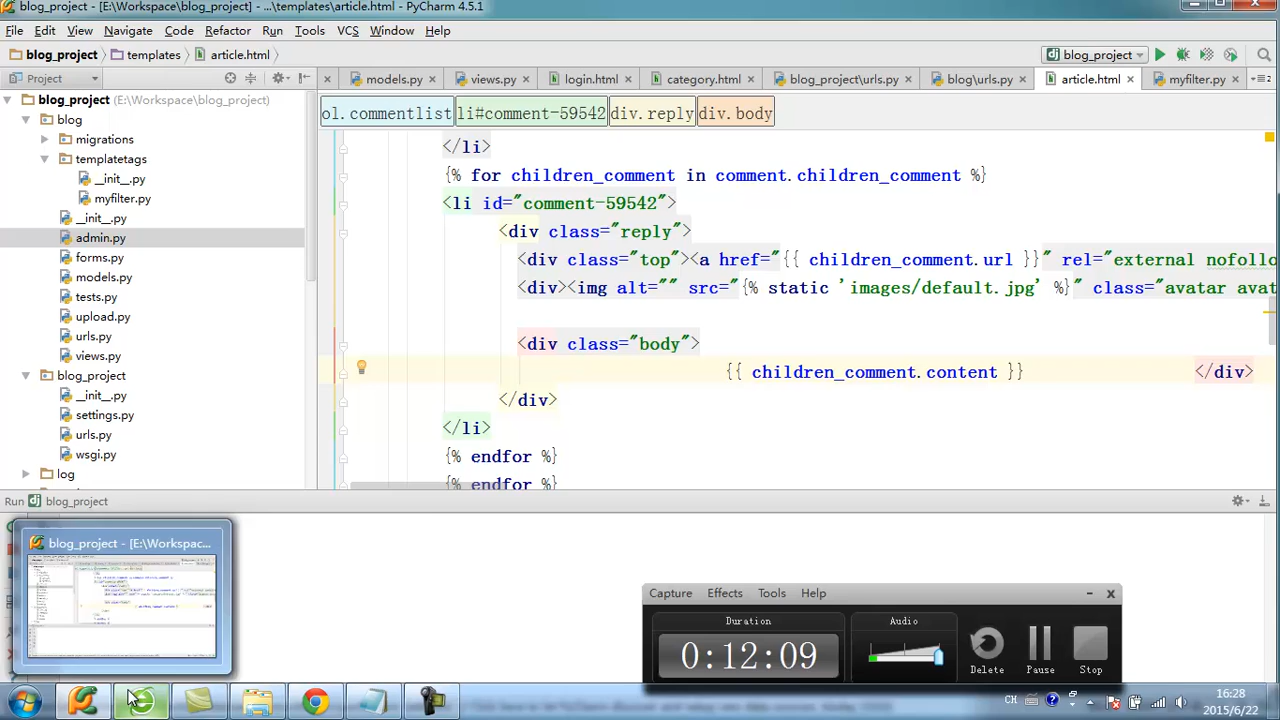 blog_project - [E:\Workspace\blog_project] - ...\templates\article.html - PyCharm 4.5.1
File Edit View Navigate Code Refactor Run Tools VCS Window Help
blog_project templates article.html blog_project
Project models.py views.py login.html category.html blog_project\urls.py blog\urls.py article.html myfilter.py
blog_project (E:\Workspace\blog_project)
blog
migrations
templatetags
__init__.py
myfilter.py
__init__.py
admin.py
forms.py
models.py
tests.py
upload.py
urls.py
views.py
blog_project
__init__.py
settings.py
urls.py
wsgi.py
log
ol.commentlist li#comment-59542 div.reply div.body
</li>
{% for children_comment in comment.children_comment %}
<li id="comment-59542">
<div class="reply">
<div class="top"><a href="{{ children_comment.url }}" rel="external nofollo
<div><img alt="" src="{% static 'images/default.jpg' %}" class="avatar avat
<div class="body">
{{ children_comment.content }} </div>
</div>
</li>
{% endfor %}
{% endfor %}
Run blog_project
blog_project - [E:\Workspac...
Capture Effects Tools Help
Duration Audio
0:12:09
Delete Pause Stop
CH
16:28
2015/6/22